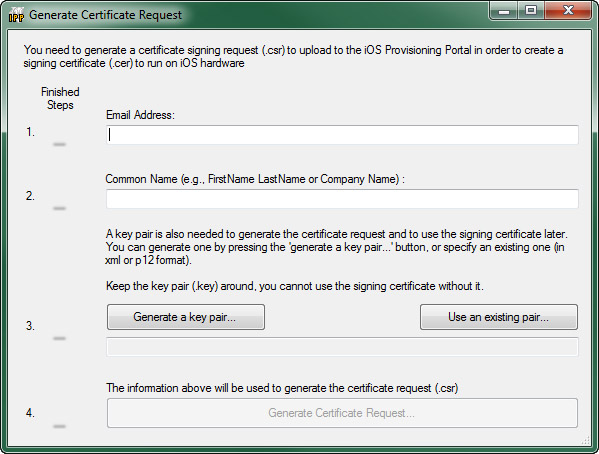 iPP Generate Certificate Request
You need to generate a certificate signing request (.csr) to upload to the iOS Provisioning Portal in order to create a
signing certificate (.cer) to run on iOS hardware
Finished
Steps
Email Address:
1.
Common Name (e.g., FirstName LastName or Company Name) :
2.
A key pair is also needed to generate the certificate request and to use the signing certificate later.
You can generate one by pressing the 'generate a key pair...' button, or specify an existing one (in
xml or p12 format).
Keep the key pair (.key) around, you cannot use the signing certificate without it.
Generate a key pair... Use an existing pair...
3.
The information above will be used to generate the certificate request (.csr)
4. Generate Certificate Request...